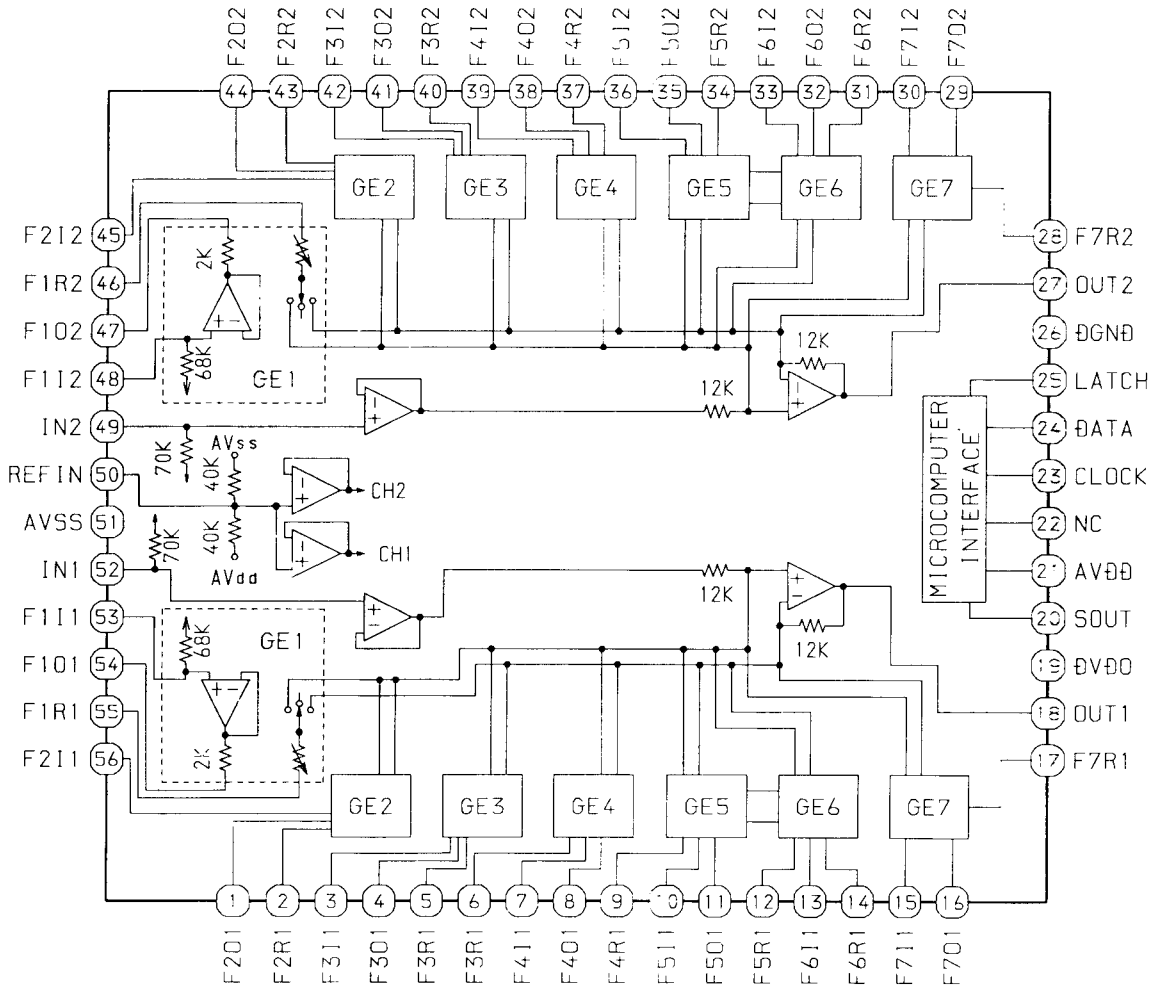 F2O2 F2R2 F3I2 F3O2 F3R2 F4I2 F4O2 F4R2 F5I2 F5O2 F5R2 F6I2 F6O2 F6R2 F7I2 F7O2
44 43 42 41 40 39 38 37 36 35 34 33 32 31 30 29
GE2 GE3 GE4 GE5 GE6 GE7
F2I2 45
F1R2 46
F1O2 47
F1I2 48
IN2 49
REFIN 50
AVSS 51
IN1 52
F1I1 53
F1O1 54
F1R1 55
F2I1 56
2K
+ -
68K
GE1
- +
12K
12K
- +
70K
AVss
40K
- +
CH2
40K
- +
CH1
AVdd
70K
12K
+ -
12K
+ -
68K
GE1
+ -
2K
28 F7R2
27 OUT2
26 DGND
25 LATCH
24 DATA
23 CLOCK
22 NC
21 AVDD
20 SOUT
19 DVDO
18 OUT1
17 F7R1
MICROCOMPUTER
INTERFACE
GE2 GE3 GE4 GE5 GE6 GE7
1 2 3 4 5 6 7 8 9 10 11 12 13 14 15 16
F2O1 F2R1 F3I1 F3O1 F3R1 F3R1 F4I1 F4O1 F4R1 F5I1 F5O1 F5R1 F6I1 F6R1 F7I1 F7O1